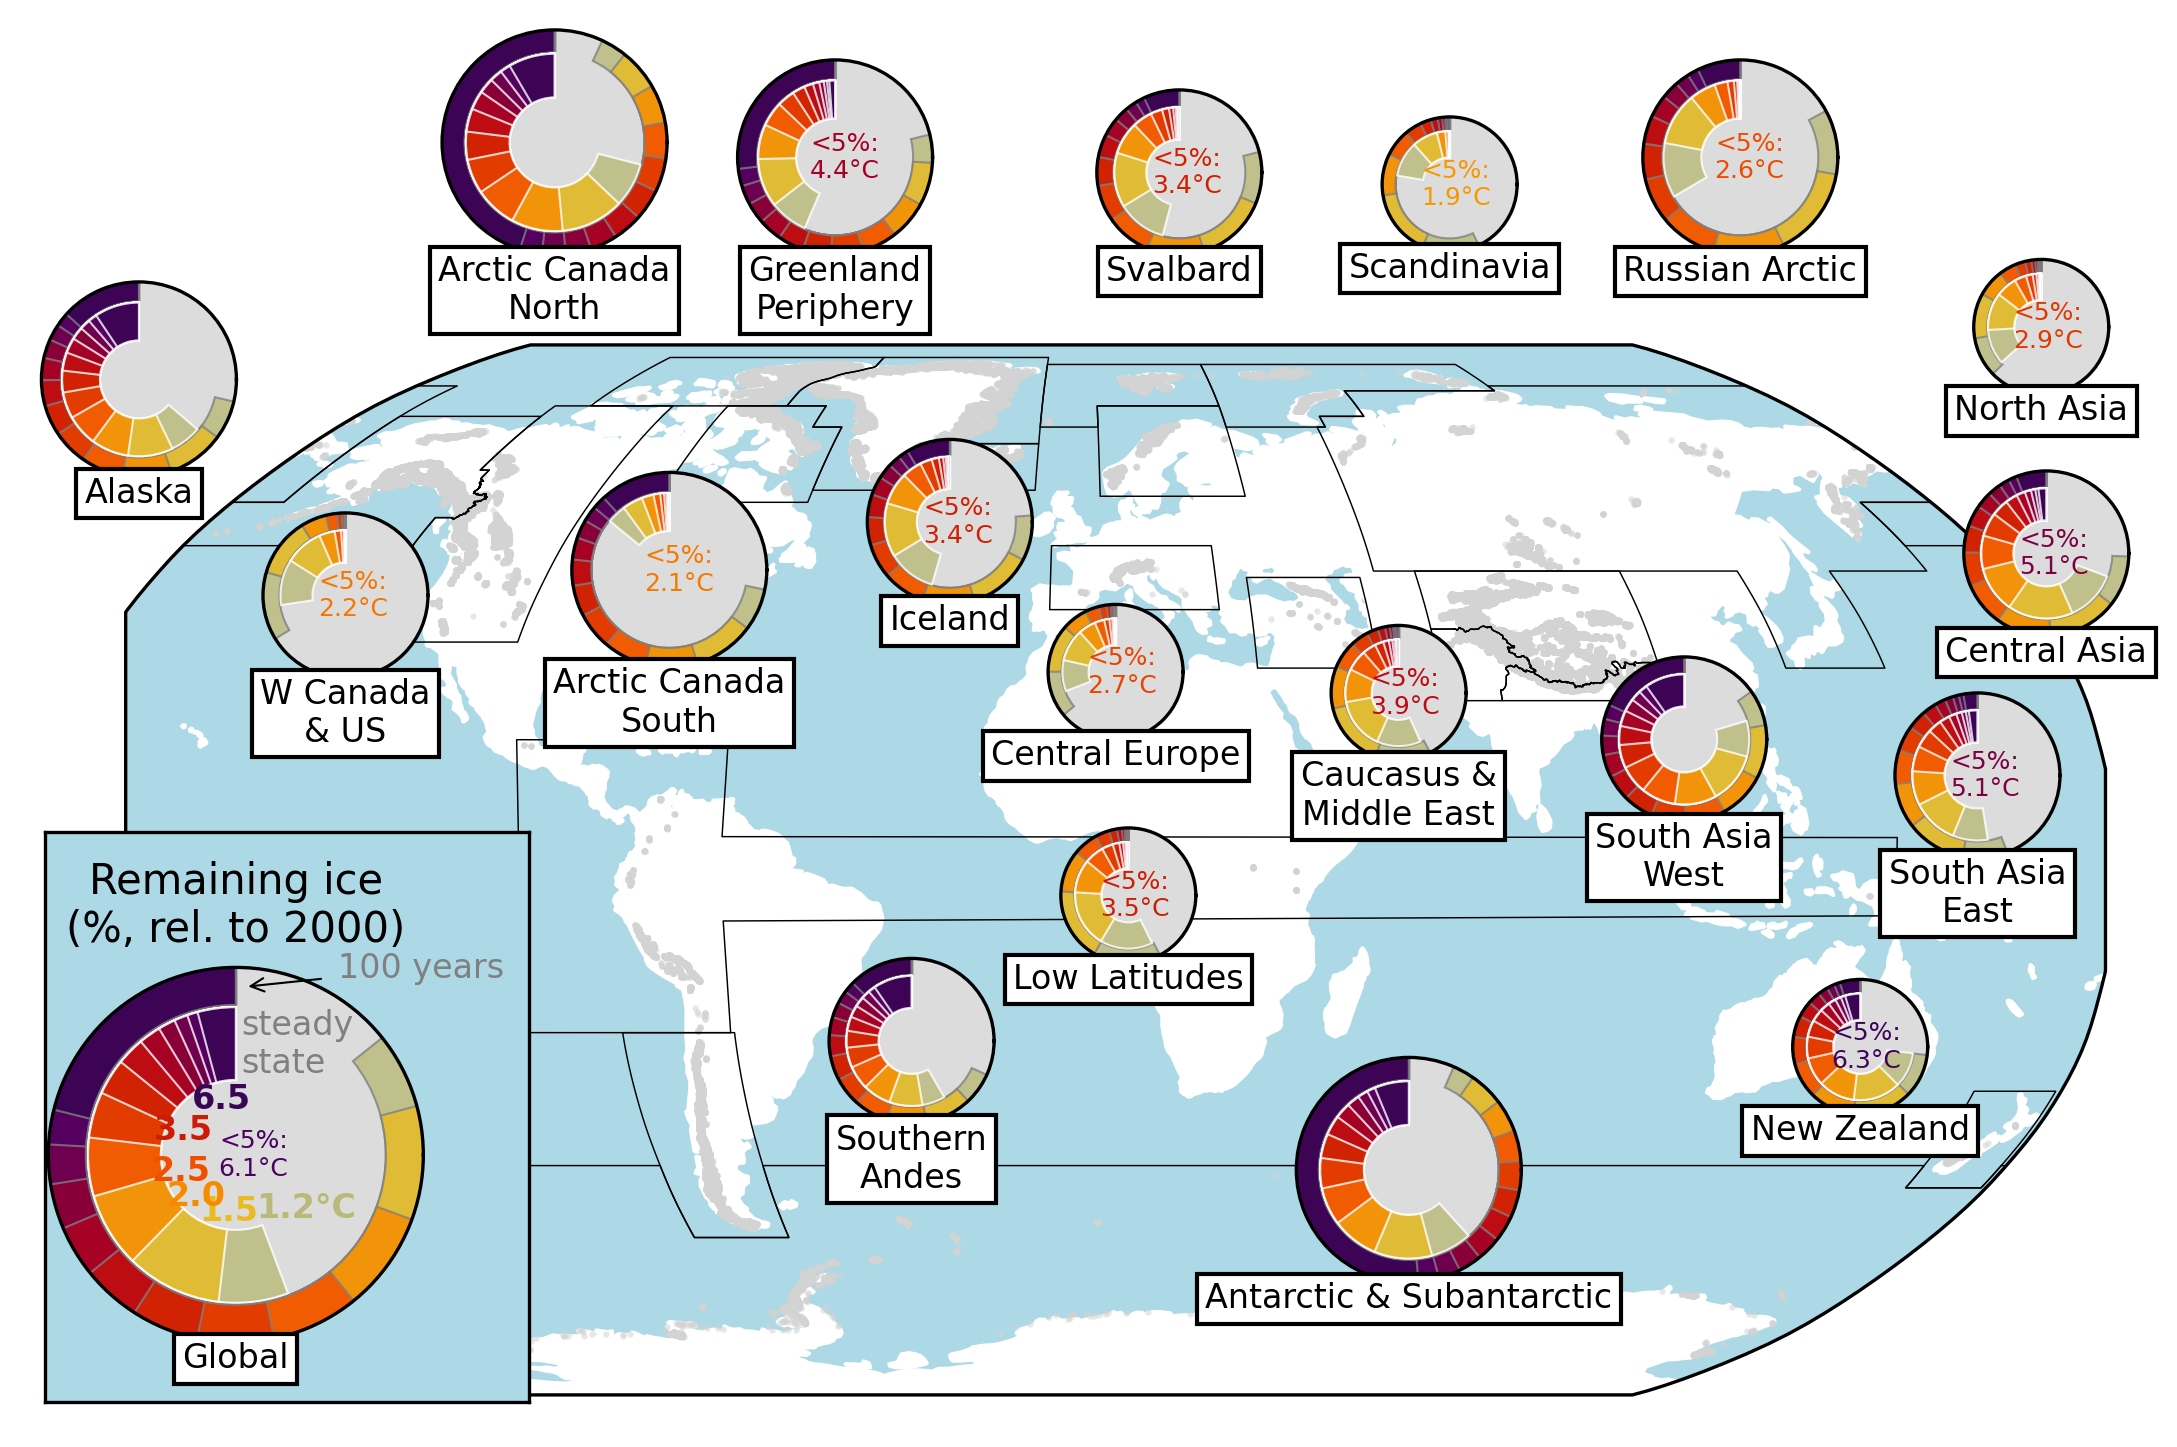 <5%:
4.4°C
<5%:
3.4°C
<5%:
1.9°C
<5%:
2.6°C
Arctic Canada
North
Greenland
Periphery
Svalbard
Scandinavia
Russian Arctic
<5%:
2.9°C
North Asia
Alaska
<5%:
2.2°C
W Canada
& US
<5%:
2.1°C
Arctic Canada
South
<5%:
3.4°C
Iceland
<5%:
2.7°C
Central Europe
<5%:
3.9°C
Caucasus &
Middle East
<5%:
5.1°C
Central Asia
South Asia
West
<5%:
5.1°C
South Asia
East
<5%:
3.5°C
Low Latitudes
Southern
Andes
<5%:
6.3°C
New Zealand
Antarctic & Subantarctic
Remaining ice
(%, rel. to 2000)
100 years
steady
state
6.5
3.5
<5%:
6.1°C
2.5
2.0
1.5
1.2°C
Global